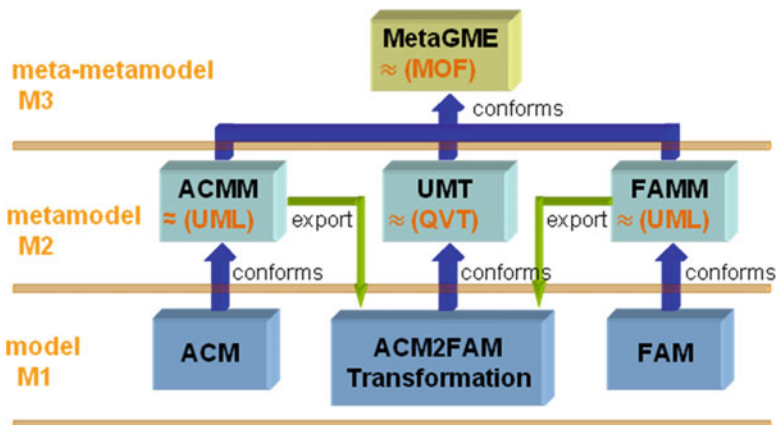 MetaGME
≈ (MOF)
meta-metamodel
M3
conforms
ACMM
≈ (UML)
UMT
≈ (QVT)
FAMM
≈ (UML)
export
export
metamodel
M2
conforms
conforms
conforms
model
M1
ACM
ACM2FAM
Transformation
FAM